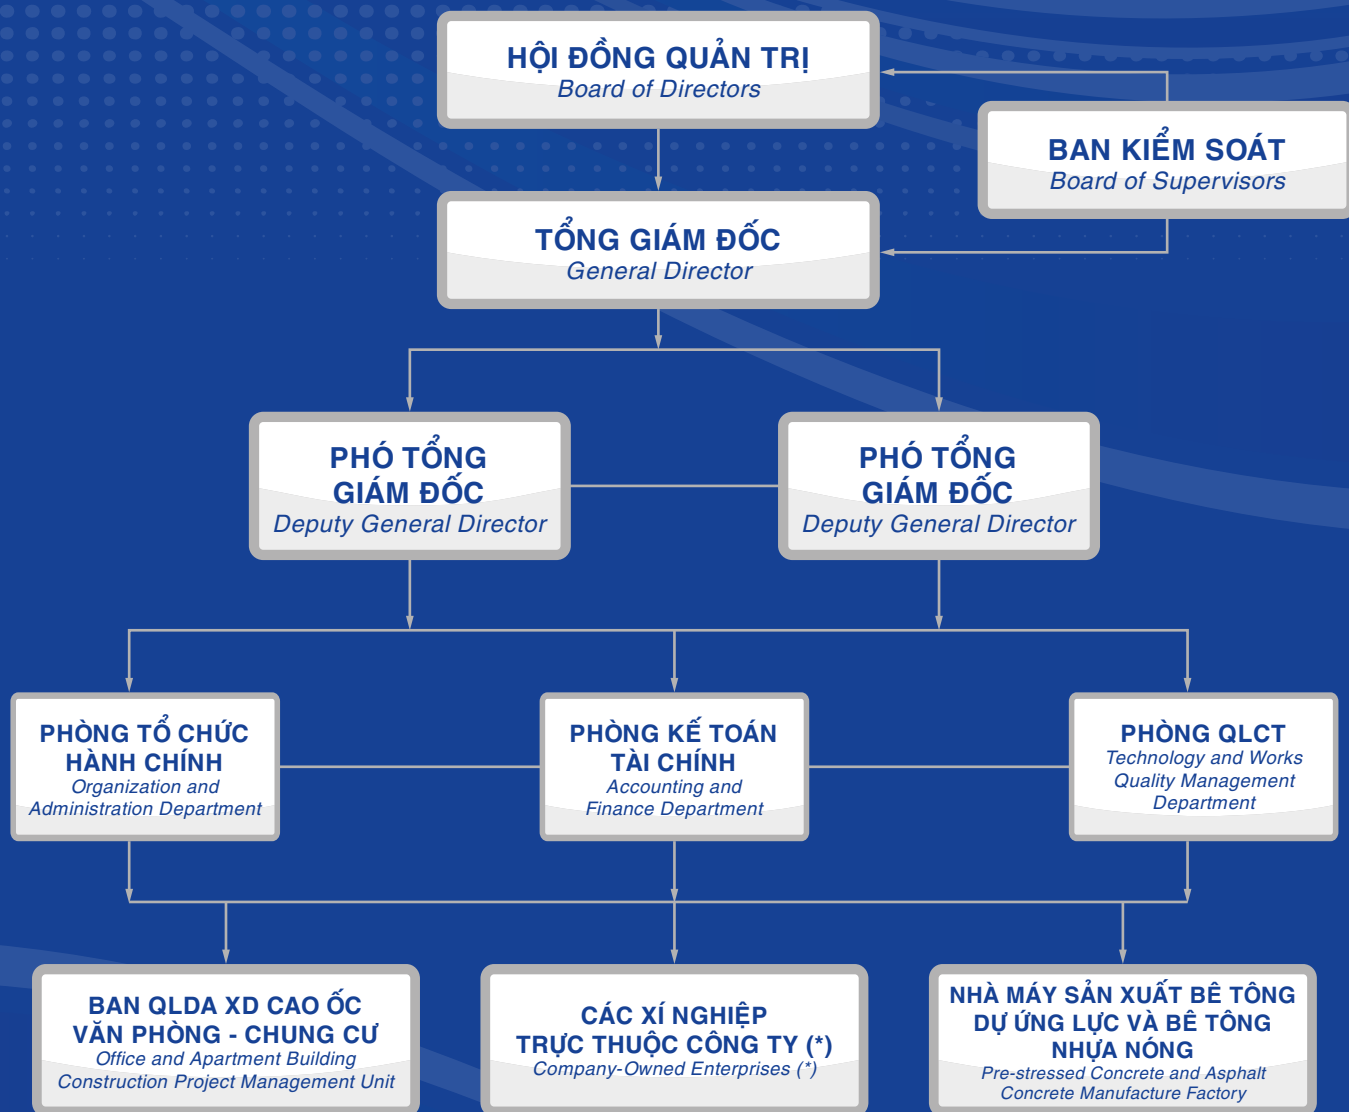 HỘI ĐỒNG QUẢN TRỊ
Board of Directors
BAN KIỂM SOÁT
Board of Supervisors
TỔNG GIÁM ĐỐC
General Director
PHÓ TỔNG
GIÁM ĐỐC
Deputy General Director
PHÓ TỔNG
GIÁM ĐỐC
Deputy General Director
PHÒNG TỔ CHỨC
HÀNH CHÍNH
Organization and
Administration Department
PHÒNG KẾ TOÁN
TÀI CHÍNH
Accounting and
Finance Department
PHÒNG QLCT
Technology and Works
Quality Management
Department
BAN QLDA XD CAO ỐC
VĂN PHÒNG - CHUNG CƯ
Office and Apartment Building
Construction Project Management Unit
CÁC XÍ NGHIỆP
TRỰC THUỘC CÔNG TY (*)
Company-Owned Enterprises (*)
NHÀ MÁY SẢN XUẤT BÊ TÔNG
DỰ ỨNG LỰC VÀ BÊ TÔNG
NHỰA NÓNG
Pre-stressed Concrete and Asphalt
Concrete Manufacture Factory